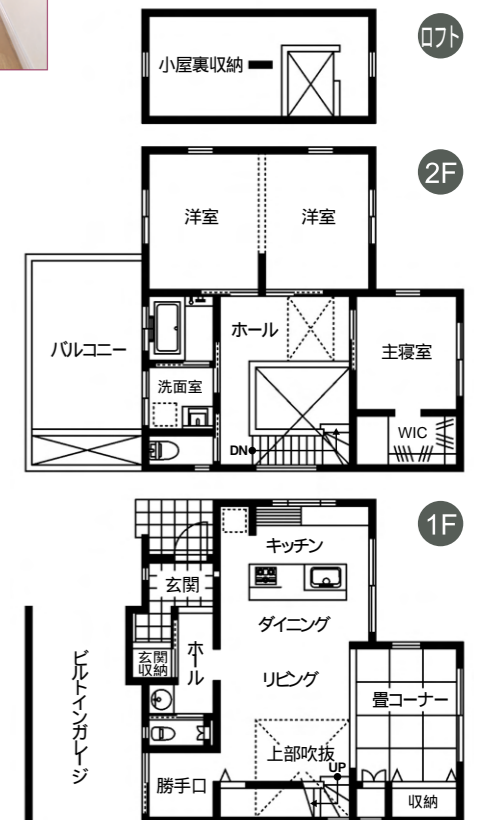 ロフト
小屋裏収納
2F
洋室
洋室
バルコニー
ホール
主寝室
洗面室
WIC
DN
1F
キッチン
玄関
ダイニング
玄関
収納
ホール
リビング
畳コーナー
ビルトインガレージ
上部吹抜
UP
勝手口
収納